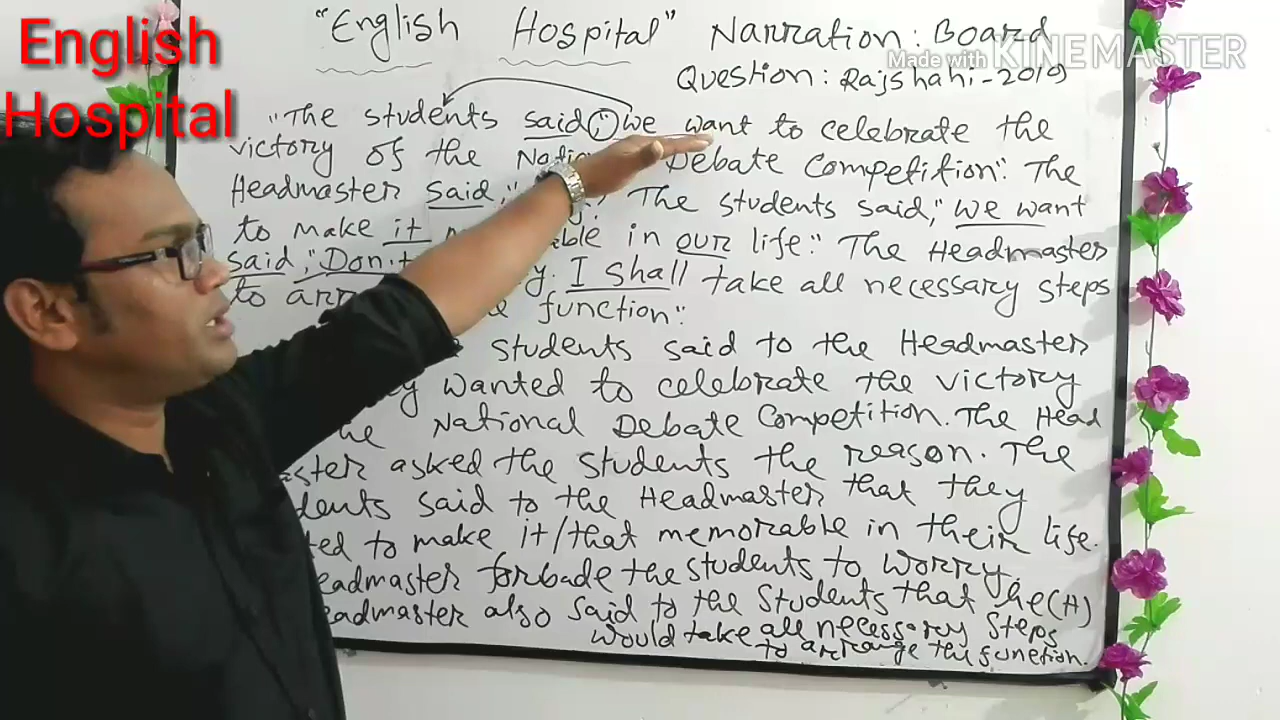 English
Hospital
Made with KINEMASTER
"English Hospital" Narration: Board
Question: Rajshahi-2019
"The students said, "we want to celebrate the
victory of the Debate Competition". The
Headmaster said, " The students said, "we want
to make it in our life." The Headmaster
said, "Don't I shall take all necessary steps
to function."
students said to the Headmaster
wanted to celebrate the victory
National Debate Competition. The Head
asked the students the reason. The
said to the Headmaster that they
to make it/that memorable in their life.
forbade the students to worry.
also said to the students that he (H)
would take all necessary steps
to arrange the function.